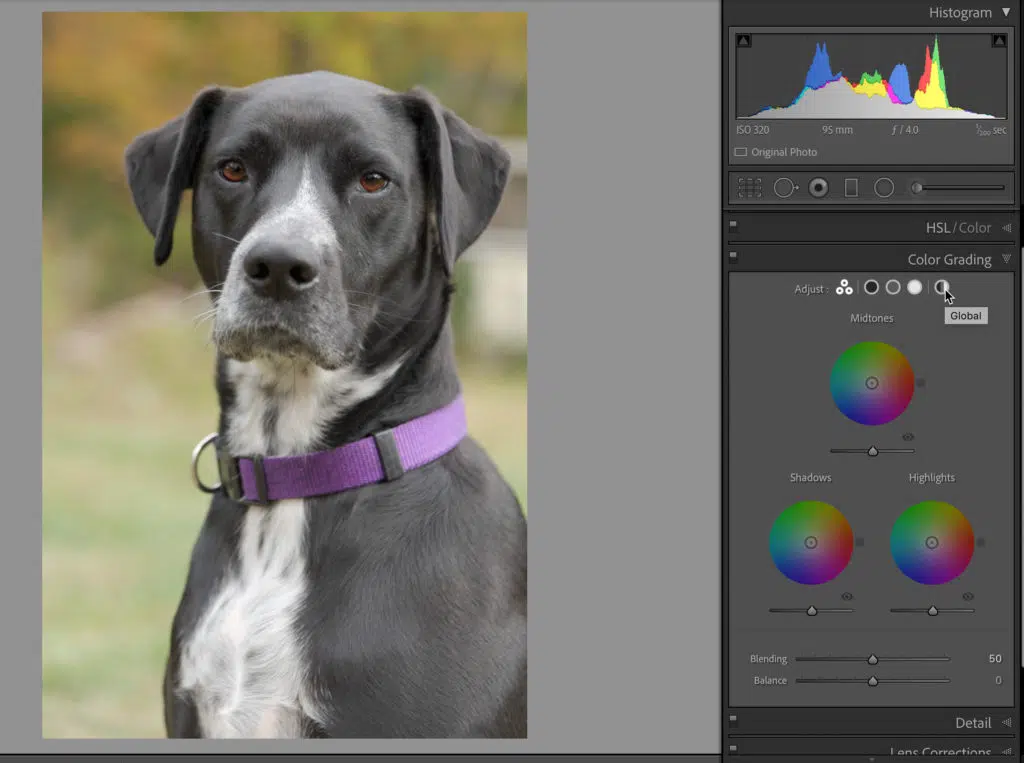 Histogram
ISO 320 95 mm ƒ / 4.0 1/200 sec
Original Photo
HSL / Color
Color Grading
Adjust :
Global
Midtones
Shadows Highlights
Blending 50
Balance 0
Detail
Lens Corrections